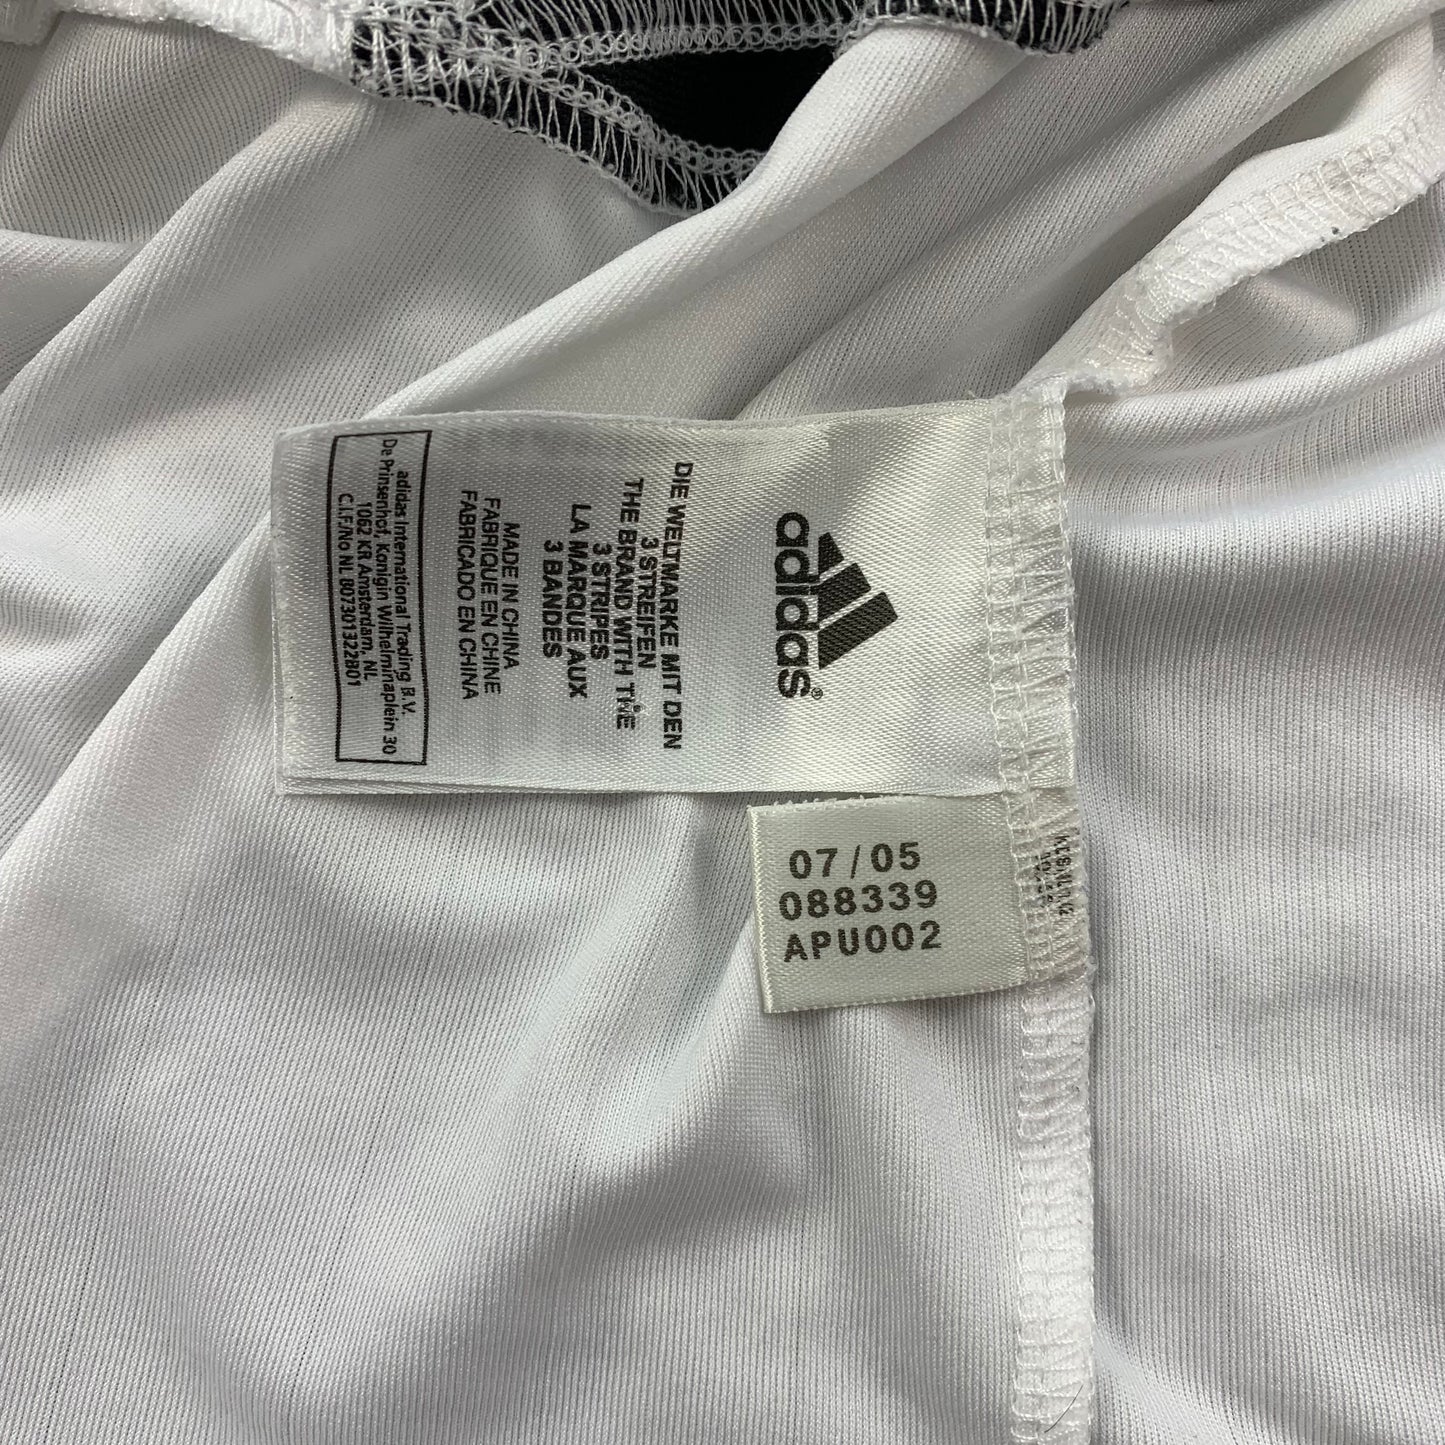 adidas®
DIE WELTMARKE MIT DEN
3 STREIFEN
THE BRAND WITH THE
3 STRIPES
LA MARQUE AUX
3 BANDES
MADE IN CHINA
FABRIQUE EN CHINE
FABRICADO EN CHINA
adidas International Trading B.V.
De Prinsenhof, Konigin Wilhelminaplein 30
1062 KR Amsterdam, NL
C.I.F/No NL 807301322B01
07/05
088339
APU002